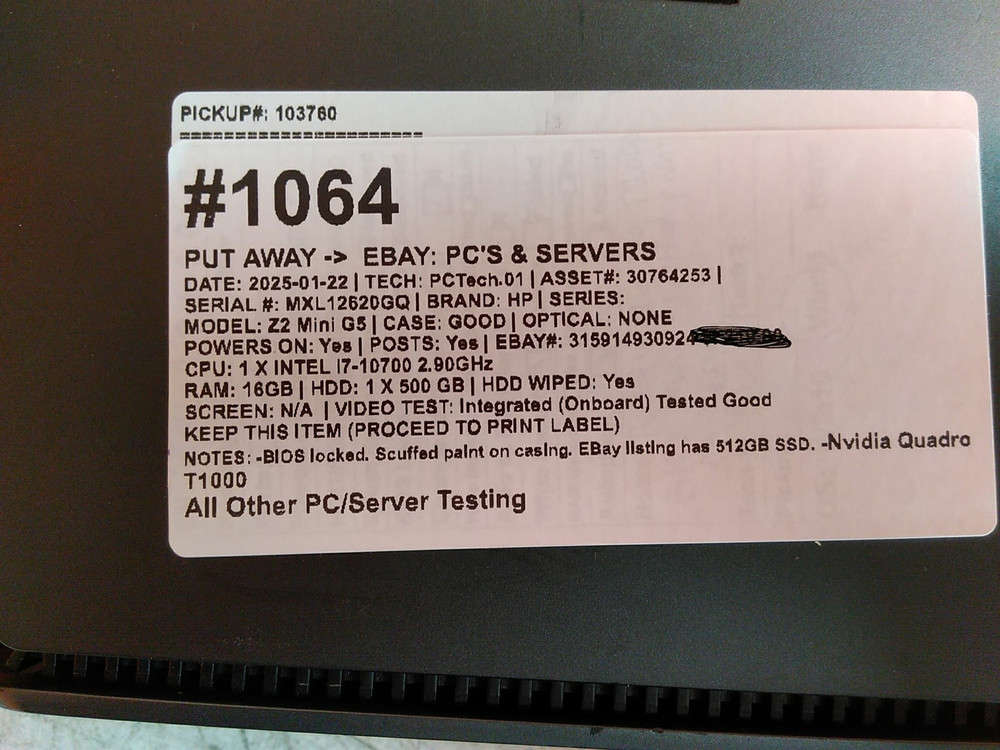 PICKUP#: 103760
========================
#1064
PUT AWAY -> EBAY: PC'S & SERVERS
DATE: 2025-01-22 | TECH: PCTech.01 | ASSET#: 30764253 |
SERIAL #: MXL12620GQ | BRAND: HP | SERIES:
MODEL: Z2 Mini G5 | CASE: GOOD | OPTICAL: NONE
POWERS ON: Yes | POSTS: Yes | EBAY#: 315914930924
CPU: 1 X INTEL I7-10700 2.90GHz
RAM: 16GB | HDD: 1 X 500 GB | HDD WIPED: Yes
SCREEN: N/A | VIDEO TEST: Integrated (Onboard) Tested Good
KEEP THIS ITEM (PROCEED TO PRINT LABEL)
NOTES: -BIOS locked. Scuffed paint on casing. EBay listing has 512GB SSD. -Nvidia Quadro
T1000
All Other PC/Server Testing